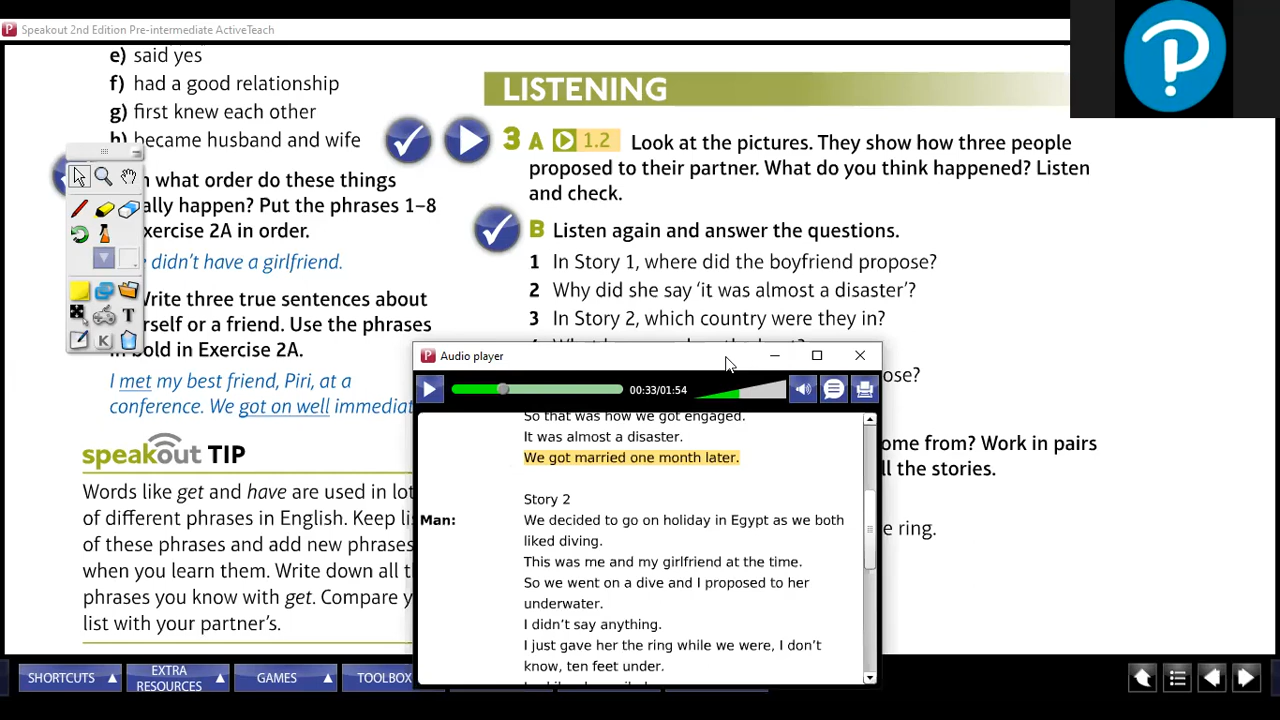 Speakout 2nd Edition Pre-intermediate ActiveTeach
e) said yes
f) had a good relationship
g) first knew each other
became husband and wife
what order do these things
ally happen? Put the phrases 1–8
xercise 2A in order.
didn't have a girlfriend.
Write three true sentences about
rself or a friend. Use the phrases
in bold in Exercise 2A.
I met my best friend, Piri, at a
conference. We got on well immediat
speakout TIP
Words like get and have are used in lot
of different phrases in English. Keep li
of these phrases and add new phrases
when you learn them. Write down all t
phrases you know with get. Compare y
list with your partner's.
LISTENING
3 A 1.2 Look at the pictures. They show how three people
proposed to their partner. What do you think happened? Listen
and check.
B Listen again and answer the questions.
1 In Story 1, where did the boyfriend propose?
2 Why did she say 'it was almost a disaster'?
3 In Story 2, which country were they in?
ose?
ome from? Work in pairs
ll the stories.
e ring.
Audio player
00:33/01:54
So that was how we got engaged.
It was almost a disaster.
We got married one month later.
Story 2
Man: We decided to go on holiday in Egypt as we both
liked diving.
This was me and my girlfriend at the time.
So we went on a dive and I proposed to her
underwater.
I didn't say anything.
I just gave her the ring while we were, I don't
know, ten feet under.
SHORTCUTS
EXTRA
RESOURCES
GAMES
TOOLBOX